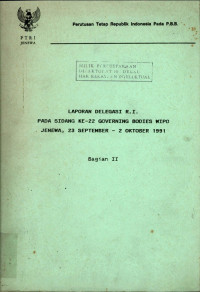 Perutusan Tetap Republik Indonesia Pada P.B.B.
PTRI
JENEWA
LAPORAN DELEGASI R.I.
PADA SIDANG KE-22 GOVERNING BODIES WIPO
JENEWA, 23 SEPTEMBER - 2 OKTOBER 1991
Bagian II